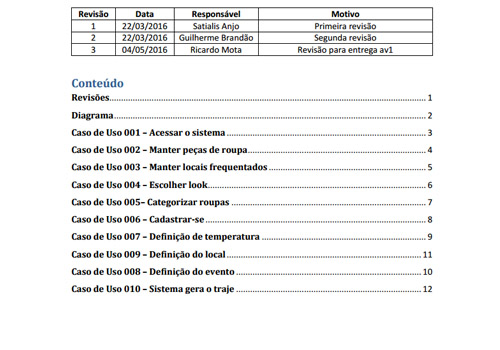 Revisão Data Responsável Motivo
1 22/03/2016 Satialis Anjo Primeira revisão
2 22/03/2016 Guilherme Brandão Segunda revisão
3 04/05/2016 Ricardo Mota Revisão para entrega av1
Conteúdo
Revisões 1
Diagrama 2
Caso de Uso 001 – Acessar o sistema 3
Caso de Uso 002 – Manter peças de roupa 4
Caso de Uso 003 – Manter locais frequentados 5
Caso de Uso 004 – Escolher look 6
Caso de Uso 005– Categorizar roupas 7
Caso de Uso 006 – Cadastrar-se 8
Caso de Uso 007 – Definição de temperatura 9
Caso de Uso 009 – Definição do local 11
Caso de Uso 008 – Definição do evento 10
Caso de Uso 010 – Sistema gera o traje 12